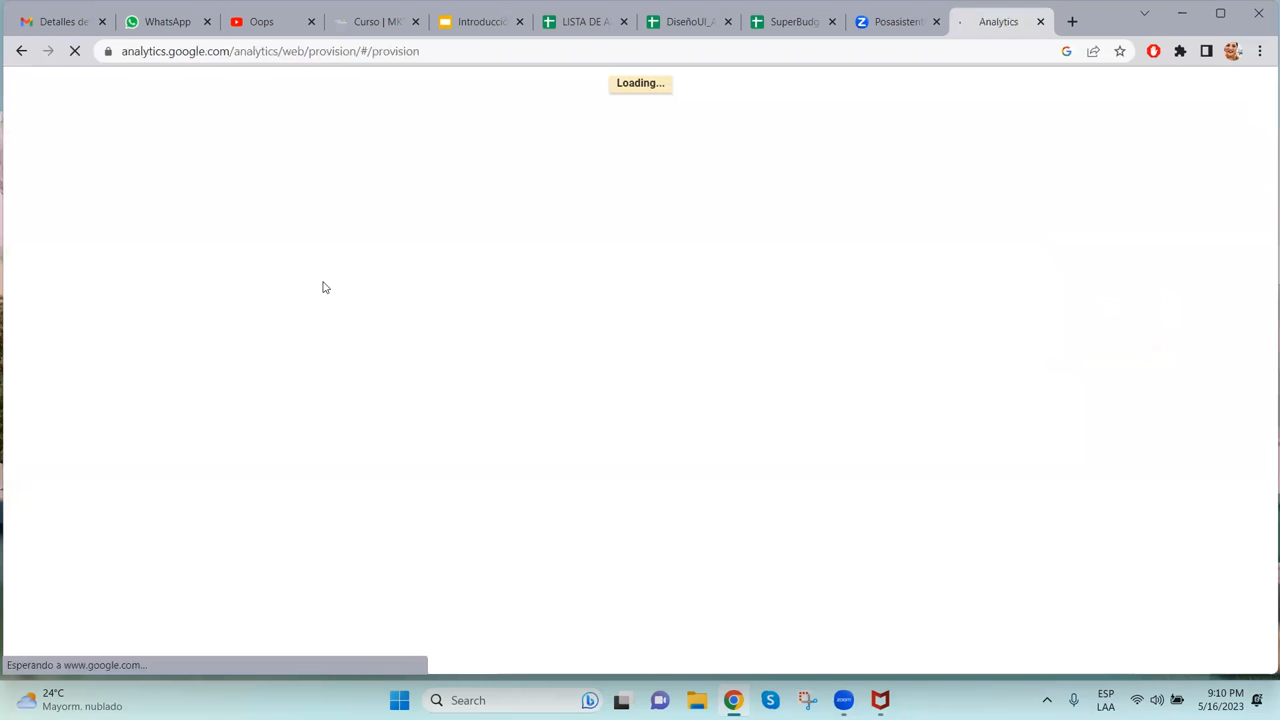 Detalles de
WhatsApp
Oops
Curso | MKT
Introducció
LISTA DE A
DiseñoUI_A
SuperBudg
Posasistent
Analytics
analytics.google.com/analytics/web/provision/#/provision
Loading...
Esperando a www.google.com...
24°C
Mayorm. nublado
Search
ESP
LAA
9:10 PM
5/16/2023